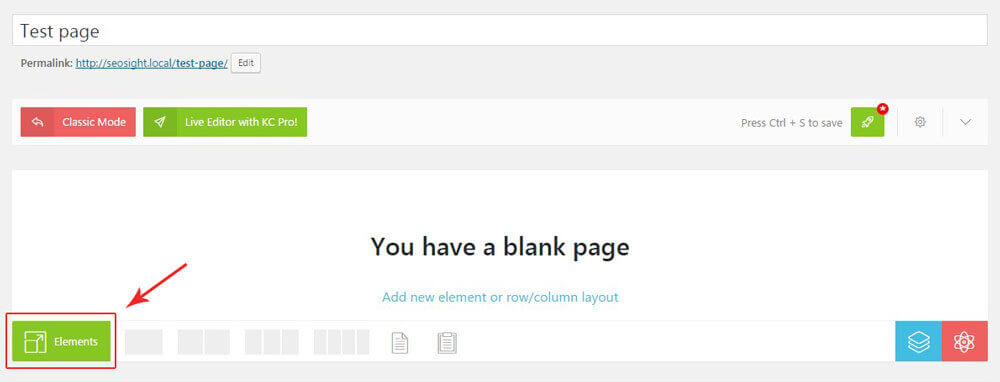 Test page
Permalink: http://seosight.local/test-page/ Edit
Classic Mode Live Editor with KC Pro! Press Ctrl + S to save
You have a blank page
Add new element or row/column layout
Elements